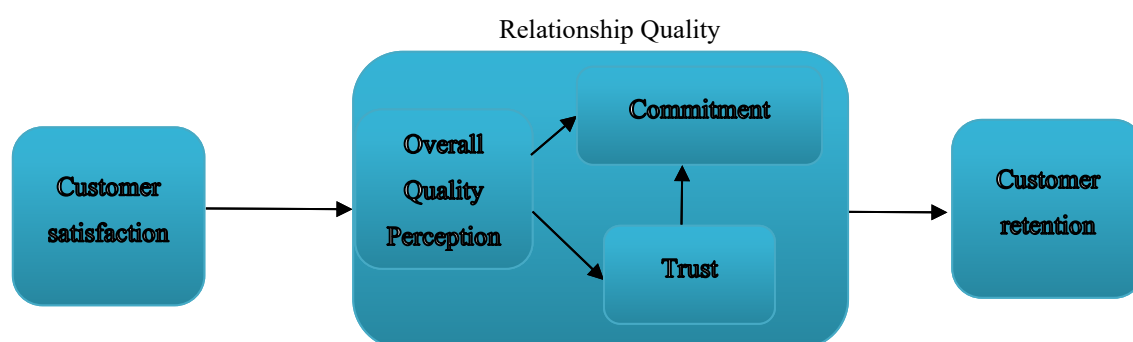 Relationship Quality
Customer
satisfaction
Overall
Quality
Perception
Commitment
Trust
Customer
retention